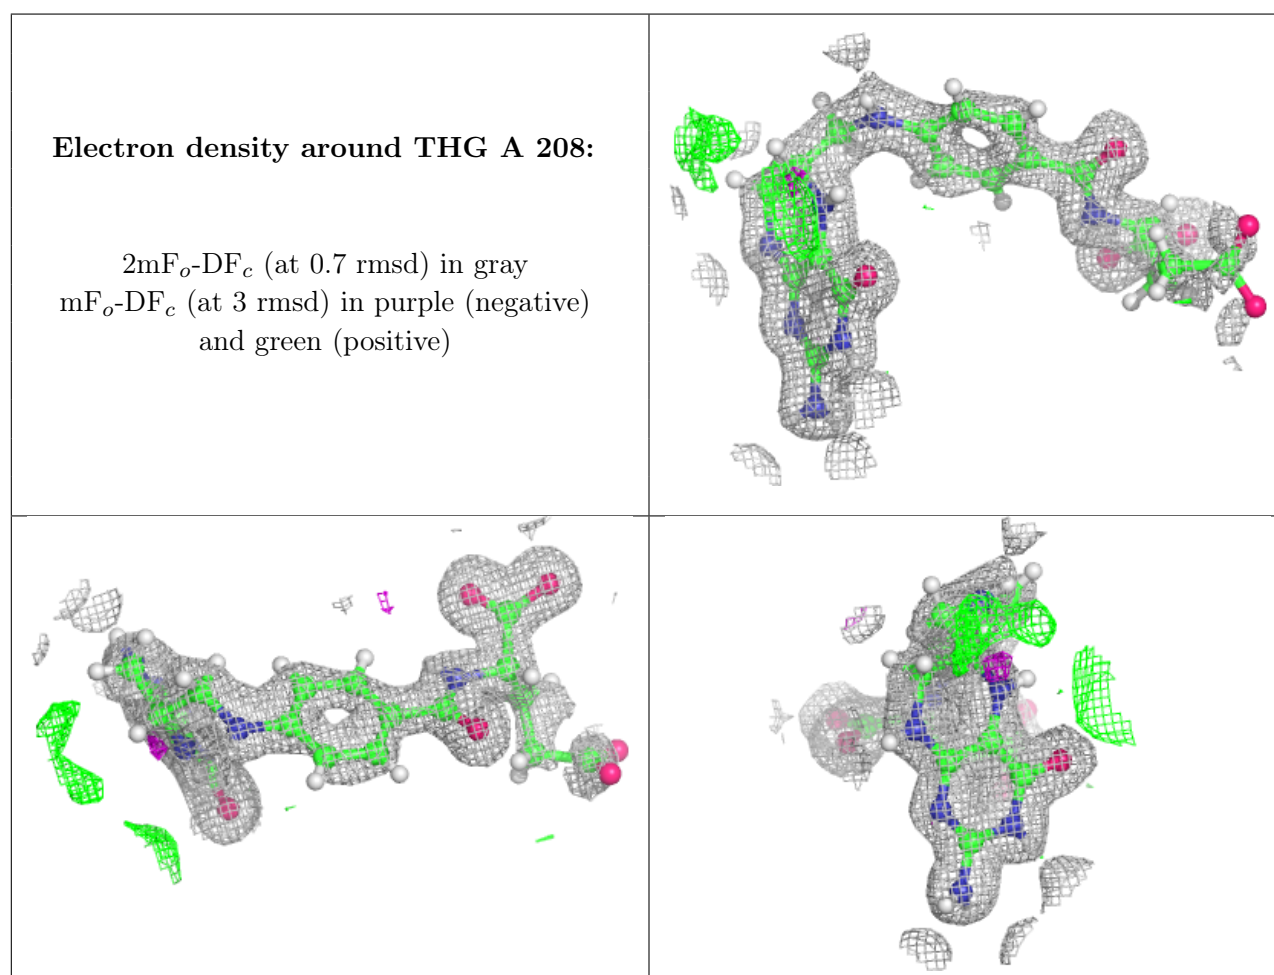 Electron density around THG A 208:
2mFo-DFc (at 0.7 rmsd) in gray
mFo-DFc (at 3 rmsd) in purple (negative)
and green (positive)